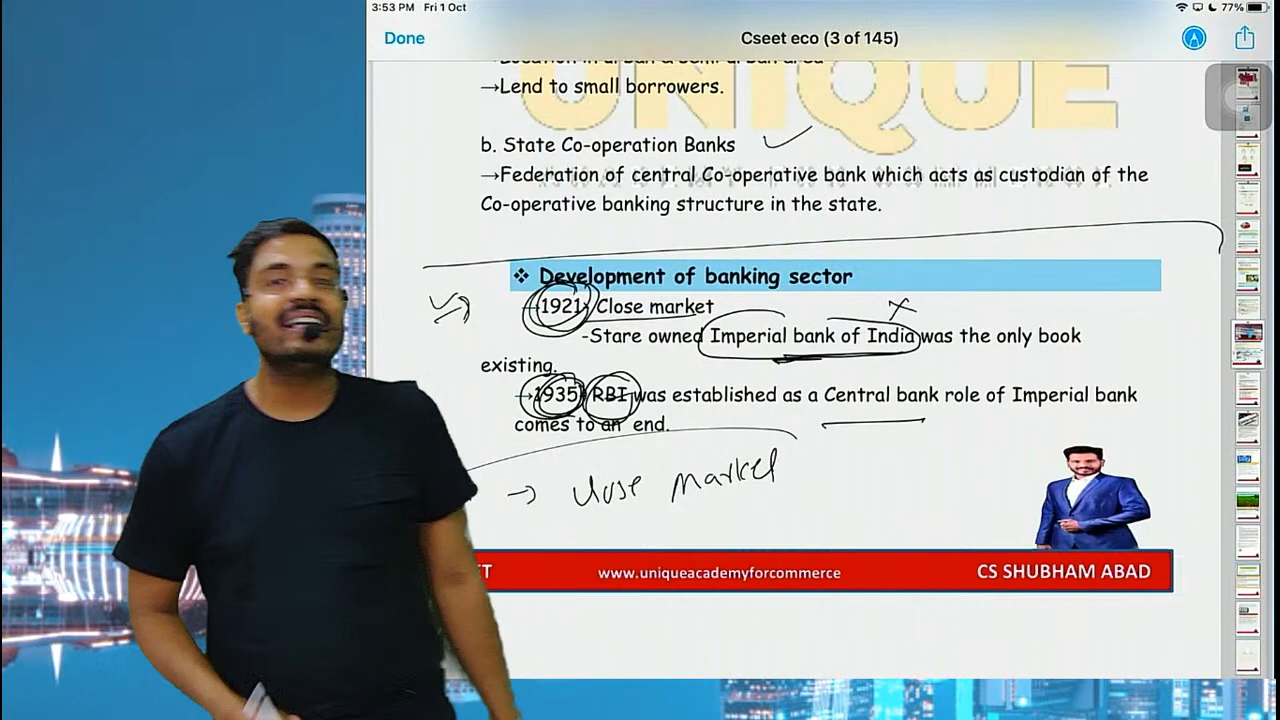 3:53 PM Fri 1 Oct
77%
Done
Cseet eco (3 of 145)
UNIQUE
→Lend to small borrowers.
b. State Co-operation Banks
→Federation of central Co-operative bank which acts as custodian of the
Co-operative banking structure in the state.
❖ Development of banking sector
→1921- Close market
-Stare owned Imperial bank of India was the only book
existing.
→1935 RBI was established as a Central bank role of Imperial bank
comes to an end.
→ close market
ET
www.uniqueacademyforcommerce
CS SHUBHAM ABAD